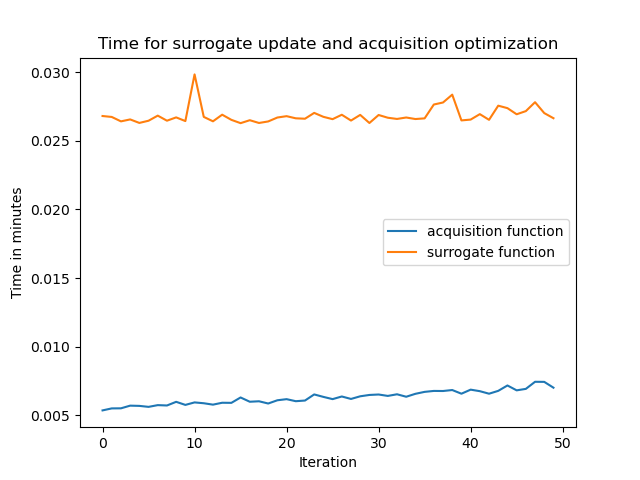 Time for surrogate update and acquisition optimization
0.030
0.025
0.020
0.015
0.010
0.005
Time in minutes
acquisition function
surrogate function
0 10 20 30 40 50
Iteration